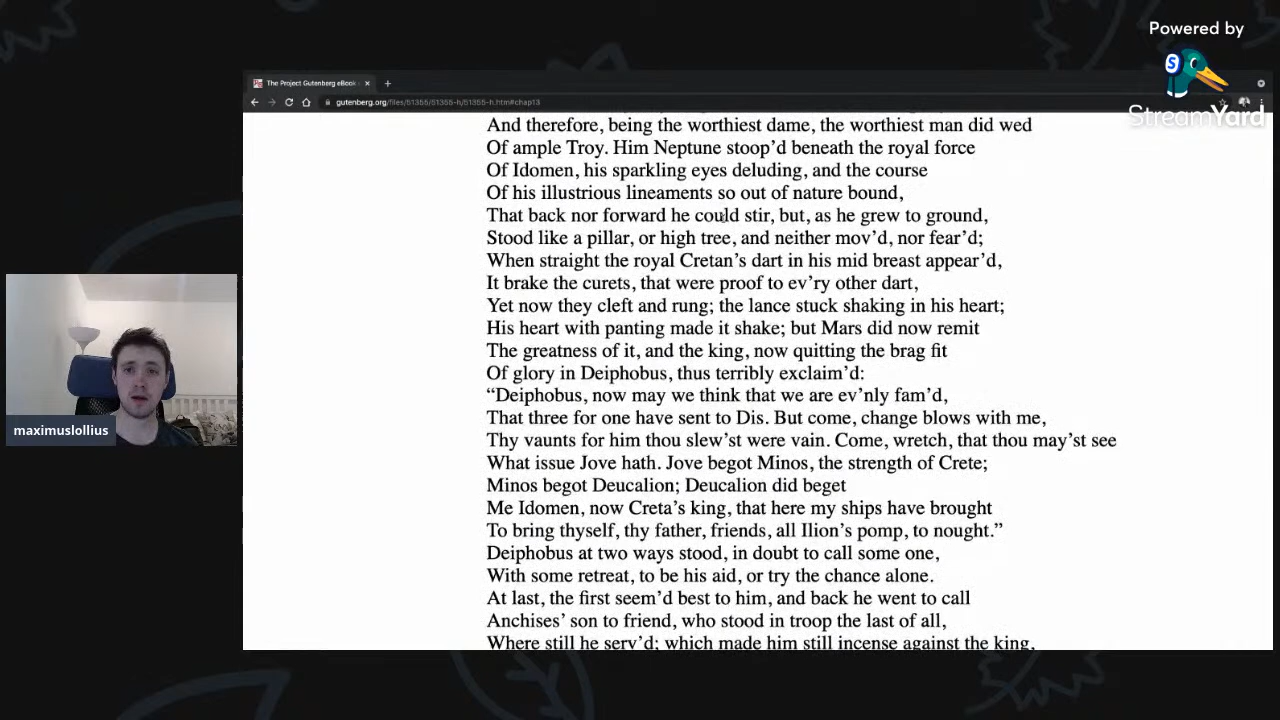 Powered by
S
StreamYard
The Project Gutenberg eBook
gutenberg.org/files/51355/51355-h/51355-h.htm#chap13
And therefore, being the worthiest dame, the worthiest man did wed
Of ample Troy. Him Neptune stoop’d beneath the royal force
Of Idomen, his sparkling eyes deluding, and the course
Of his illustrious lineaments so out of nature bound,
That back nor forward he could stir, but, as he grew to ground,
Stood like a pillar, or high tree, and neither mov’d, nor fear’d;
When straight the royal Cretan’s dart in his mid breast appear’d,
It brake the curets, that were proof to ev’ry other dart,
Yet now they cleft and rung; the lance stuck shaking in his heart;
His heart with panting made it shake; but Mars did now remit
The greatness of it, and the king, now quitting the brag fit
Of glory in Deiphobus, thus terribly exclaim’d:
“Deiphobus, now may we think that we are ev’nly fam’d,
That three for one have sent to Dis. But come, change blows with me,
Thy vaunts for him thou slew’st were vain. Come, wretch, that thou may’st see
What issue Jove hath. Jove begot Minos, the strength of Crete;
Minos begot Deucalion; Deucalion did beget
Me Idomen, now Creta’s king, that here my ships have brought
To bring thyself, thy father, friends, all Ilion’s pomp, to nought.”
Deiphobus at two ways stood, in doubt to call some one,
With some retreat, to be his aid, or try the chance alone.
At last, the first seem’d best to him, and back he went to call
Anchises’ son to friend, who stood in troop the last of all,
Where still he serv’d; which made him still incense against the king,
maximuslollius